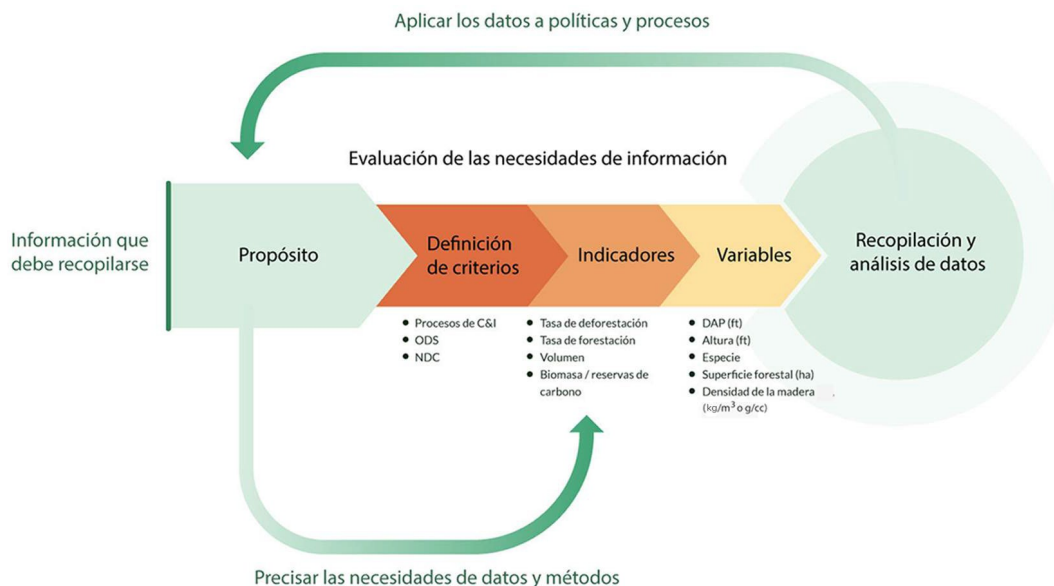 Aplicar los datos a políticas y procesos
Evaluación de las necesidades de información
Información que
debe recopilarse
Propósito
Definición
de criterios
Indicadores
Variables
Recopilación y
análisis de datos
• Procesos de C&I
• ODS
• NDC
• Tasa de deforestación
• Tasa de forestación
• Volumen
• Biomasa / reservas de
carbono
• DAP (ft)
• Altura (ft)
• Especie
• Superficie forestal (ha)
• Densidad de la madera
(kg/m³ o g/cc)
Precisar las necesidades de datos y métodos